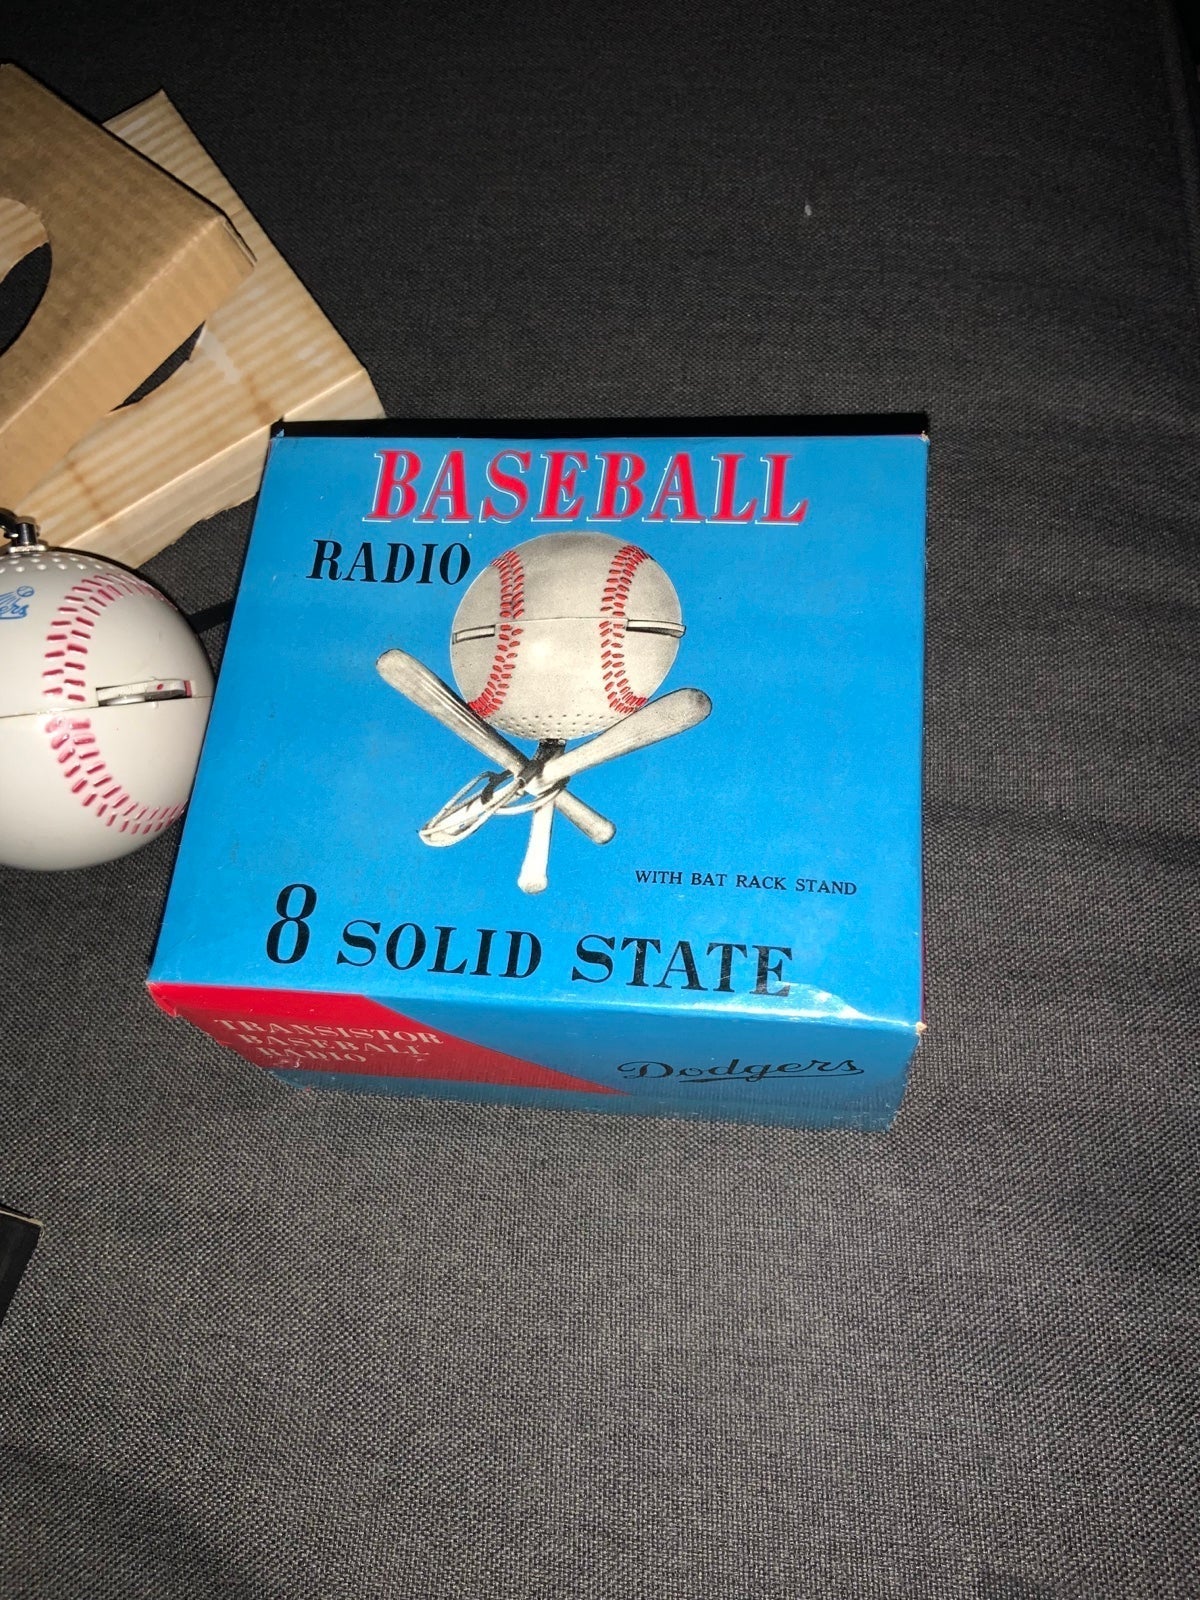 BASEBALL
RADIO
WITH BAT RACK STAND
8 SOLID STATE
TRANSISTOR
BASEBALL
RADIO
Dodgers